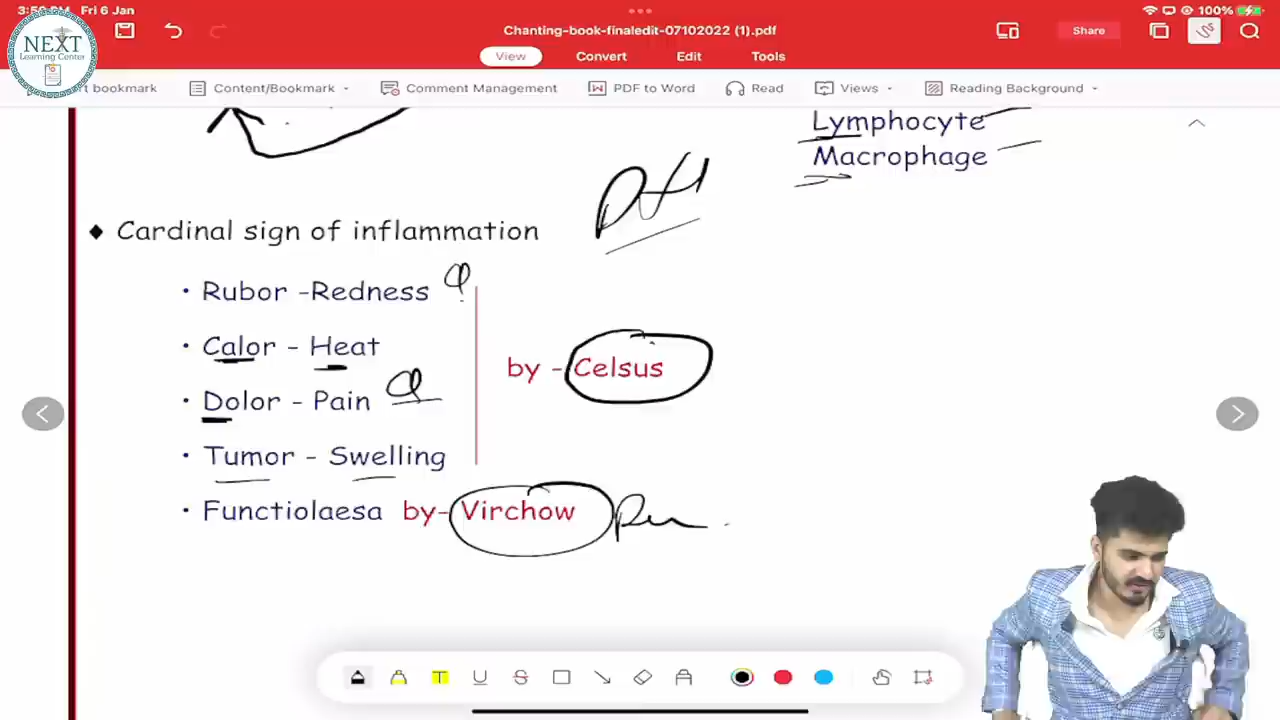 3:56 PM Fri 6 Jan
100%
NEXT
Learning Center
Chanting-book-finaledit-07102022 (1).pdf
Share
View Convert Edit Tools
bookmark Content/Bookmark Comment Management PDF to Word Read Views Reading Background
Lymphocyte
Macrophage
◆ Cardinal sign of inflammation
• Rubor -Redness
• Calor - Heat
by - Celsus
• Dolor - Pain
• Tumor - Swelling
• Functiolaesa by- Virchow